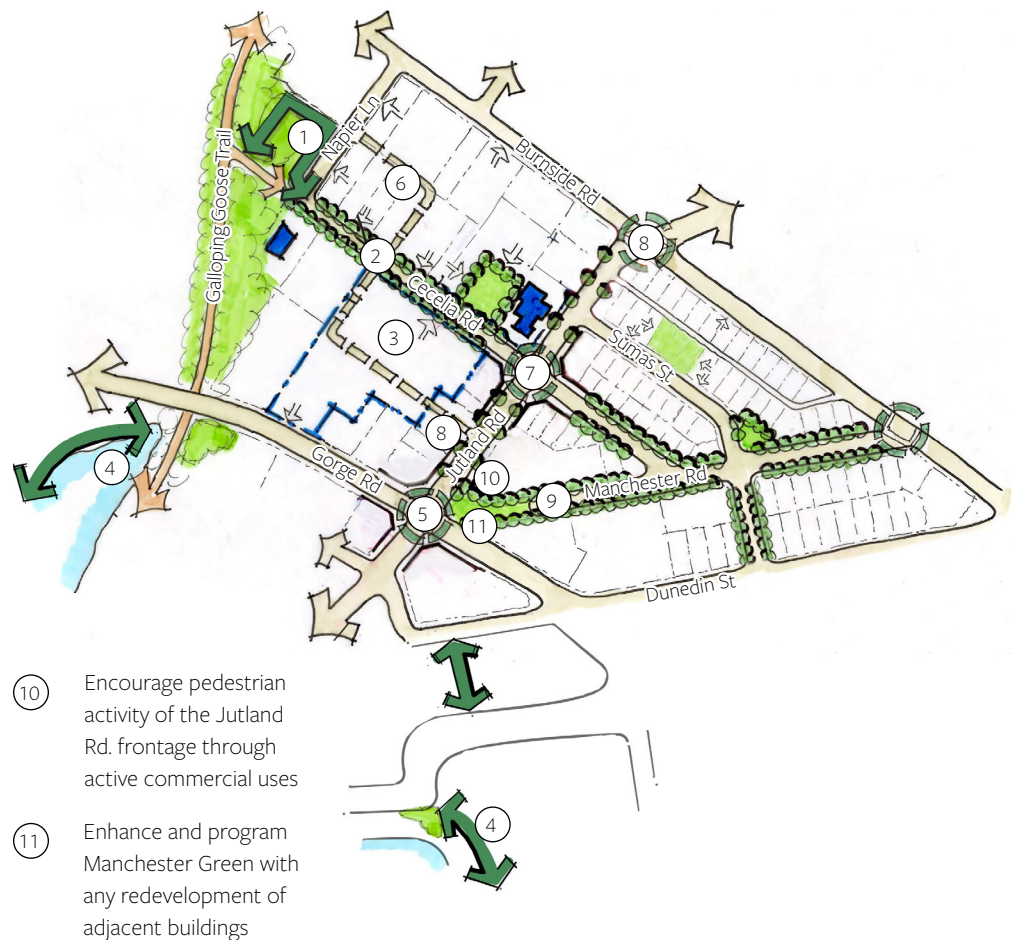 1
Napier Ln
Galloping Goose Trail
6
Burnside Rd
8
2
Cecelia Rd
3
Sumas St
7
8
Jutland Rd
4
Gorge Rd
10
Manchester Rd
9
5
11
Dunedin St
10
Encourage pedestrian
activity of the Jutland
Rd. frontage through
active commercial uses
4
11
Enhance and program
Manchester Green with
any redevelopment of
adjacent buildings